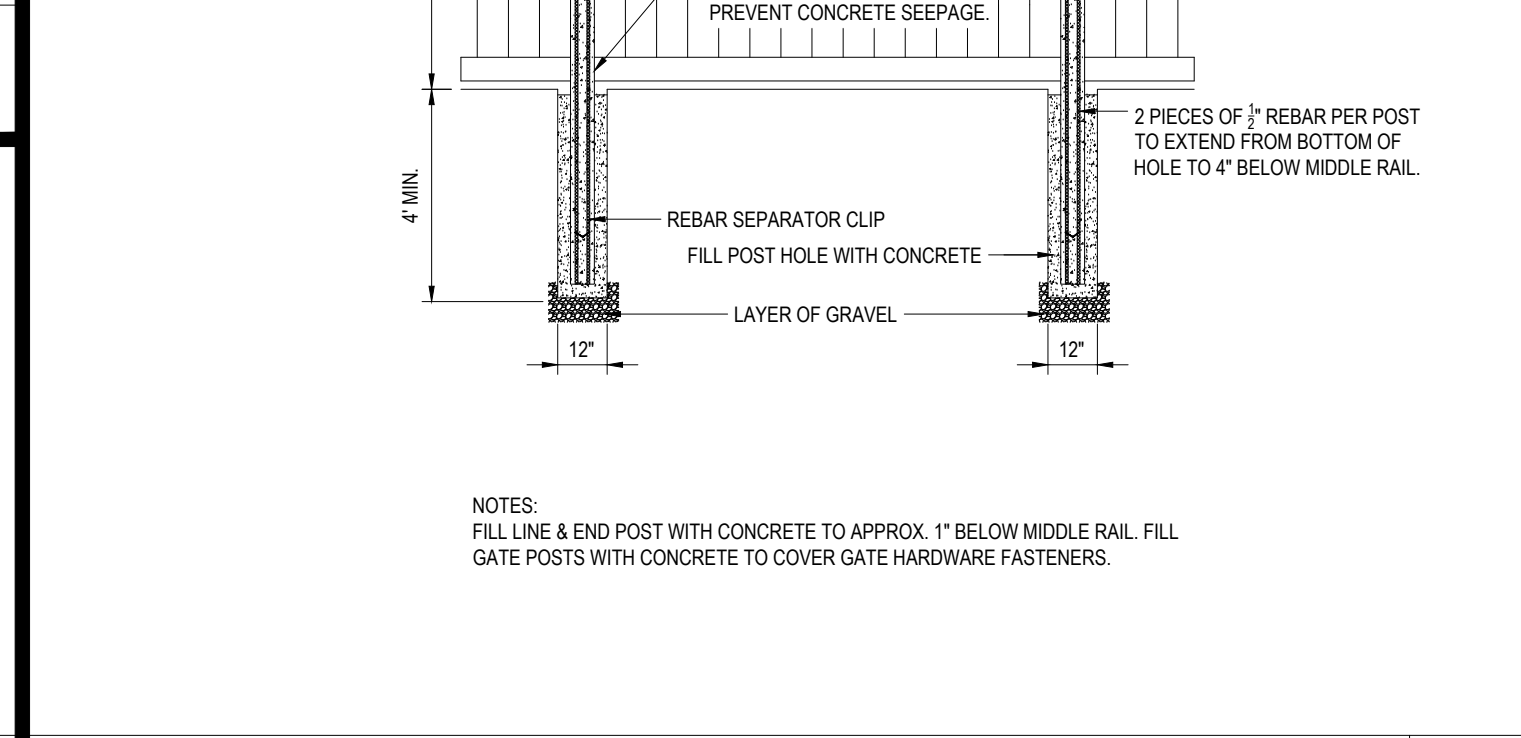 PREVENT CONCRETE SEEPAGE.
2 PIECES OF 1/2" REBAR PER POST
TO EXTEND FROM BOTTOM OF
HOLE TO 4" BELOW MIDDLE RAIL.
4' MIN.
REBAR SEPARATOR CLIP
FILL POST HOLE WITH CONCRETE
LAYER OF GRAVEL
12"
12"
NOTES:
FILL LINE & END POST WITH CONCRETE TO APPROX. 1" BELOW MIDDLE RAIL. FILL
GATE POSTS WITH CONCRETE TO COVER GATE HARDWARE FASTENERS.